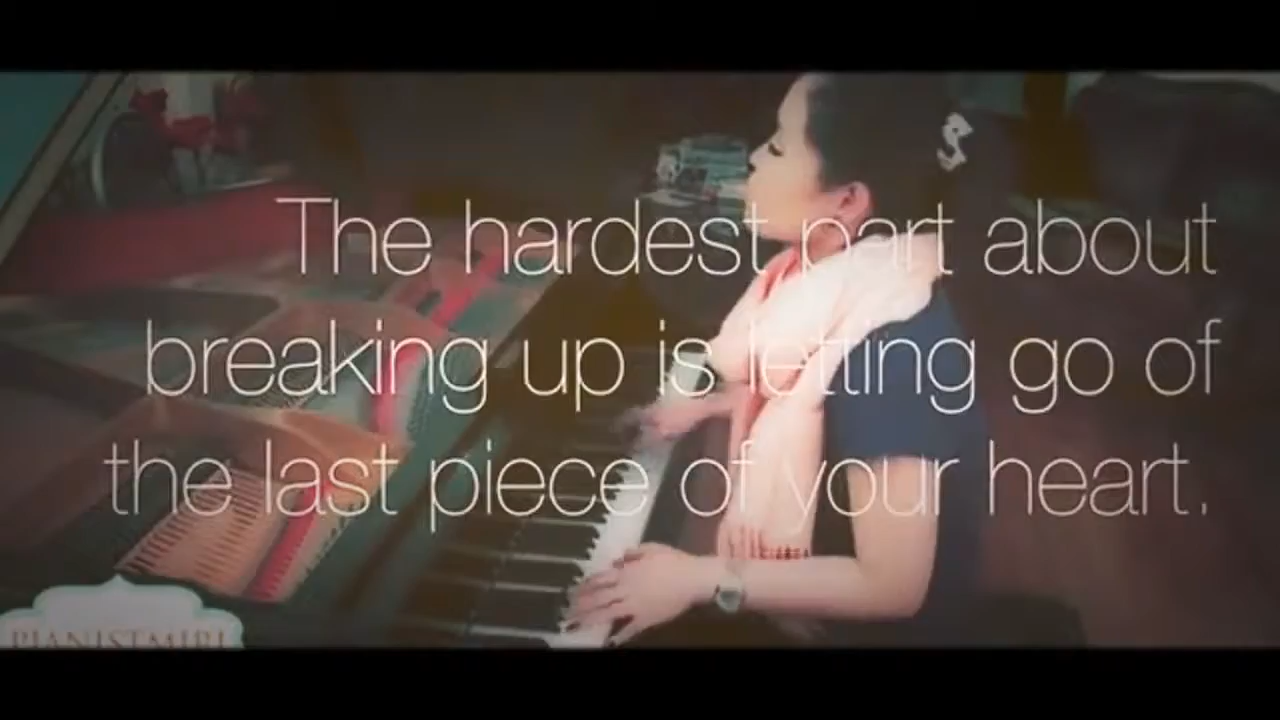 The hardest part about
breaking up is letting go of
the last piece of your heart.
PIANISTMIRI